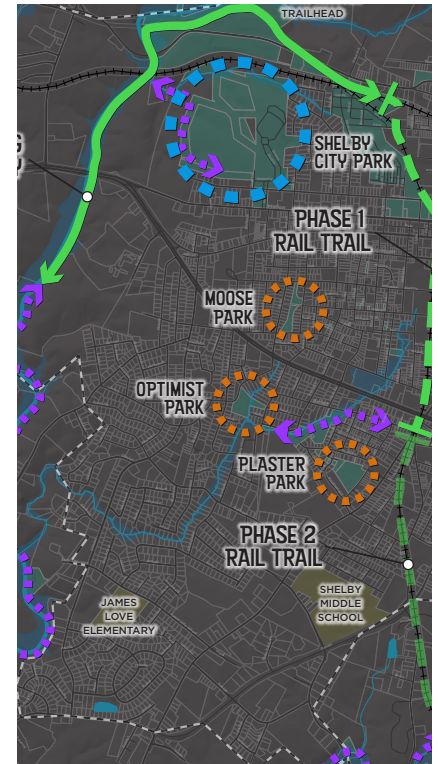 TRAILHEAD
SHELBY
CITY PARK
PHASE 1
RAIL TRAIL
MOOSE
PARK
OPTIMIST
PARK
PLASTER
PARK
PHASE 2
RAIL TRAIL
JAMES
LOVE
ELEMENTARY
SHELBY
MIDDLE
SCHOOL